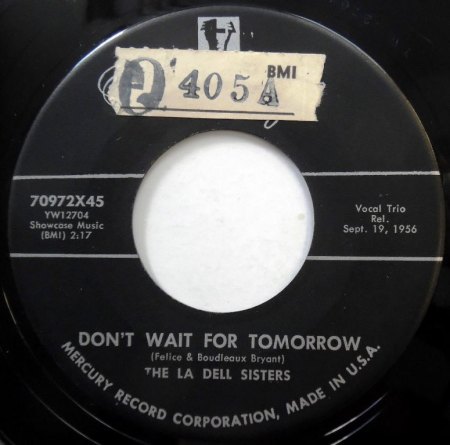 405A
BMI
70972X45
YW12704
Showcase Music
(BMI) 2:17
Vocal Trio
Rel.
Sept. 19, 1956
DON'T WAIT FOR TOMORROW
(Felice & Boudleaux Bryant)
THE LA DELL SISTERS
MERCURY RECORD CORPORATION, MADE IN U.S.A.